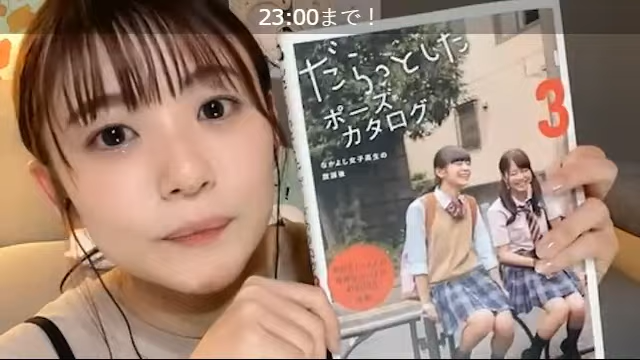 23:00まで！
だらっとした
ポーズ
カタログ
3
なかよし女子高生の
放課後